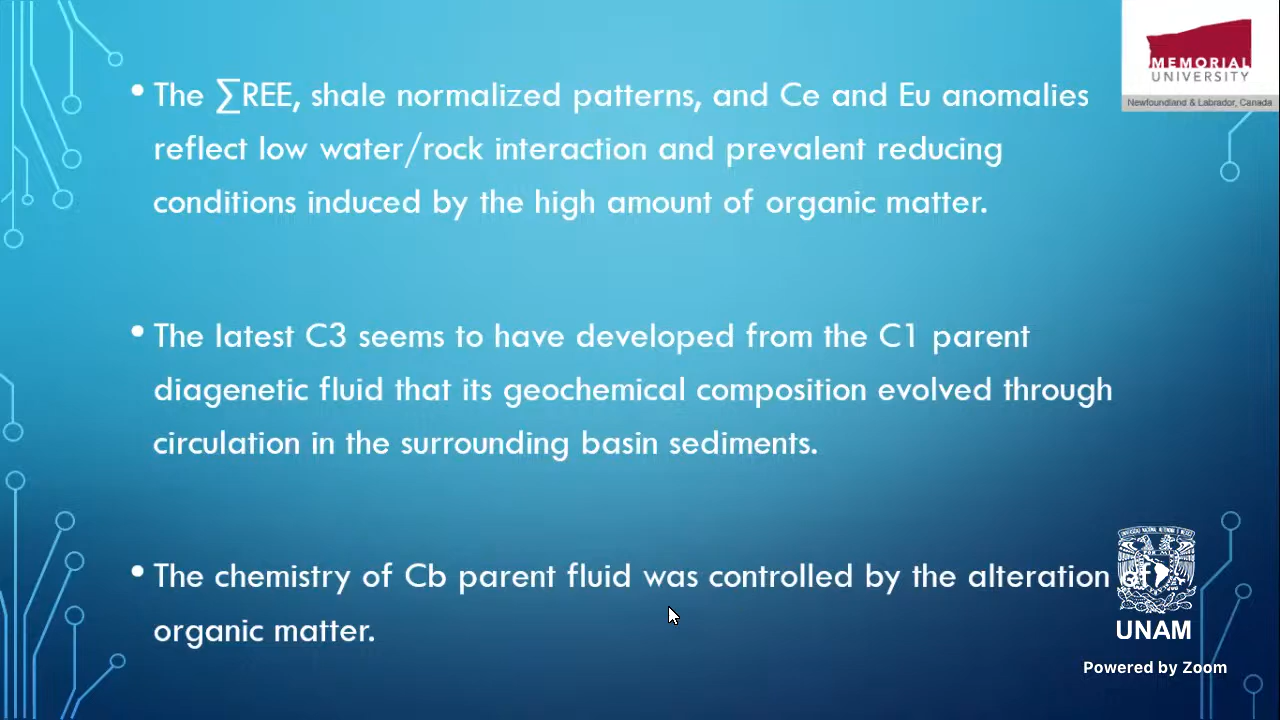 MEMORIAL
UNIVERSITY
Newfoundland & Labrador, Canada
• The ∑REE, shale normalized patterns, and Ce and Eu anomalies
reflect low water/rock interaction and prevalent reducing
conditions induced by the high amount of organic matter.
• The latest C3 seems to have developed from the C1 parent
diagenetic fluid that its geochemical composition evolved through
circulation in the surrounding basin sediments.
• The chemistry of Cb parent fluid was controlled by the alteration of
organic matter.
UNAM
Powered by Zoom